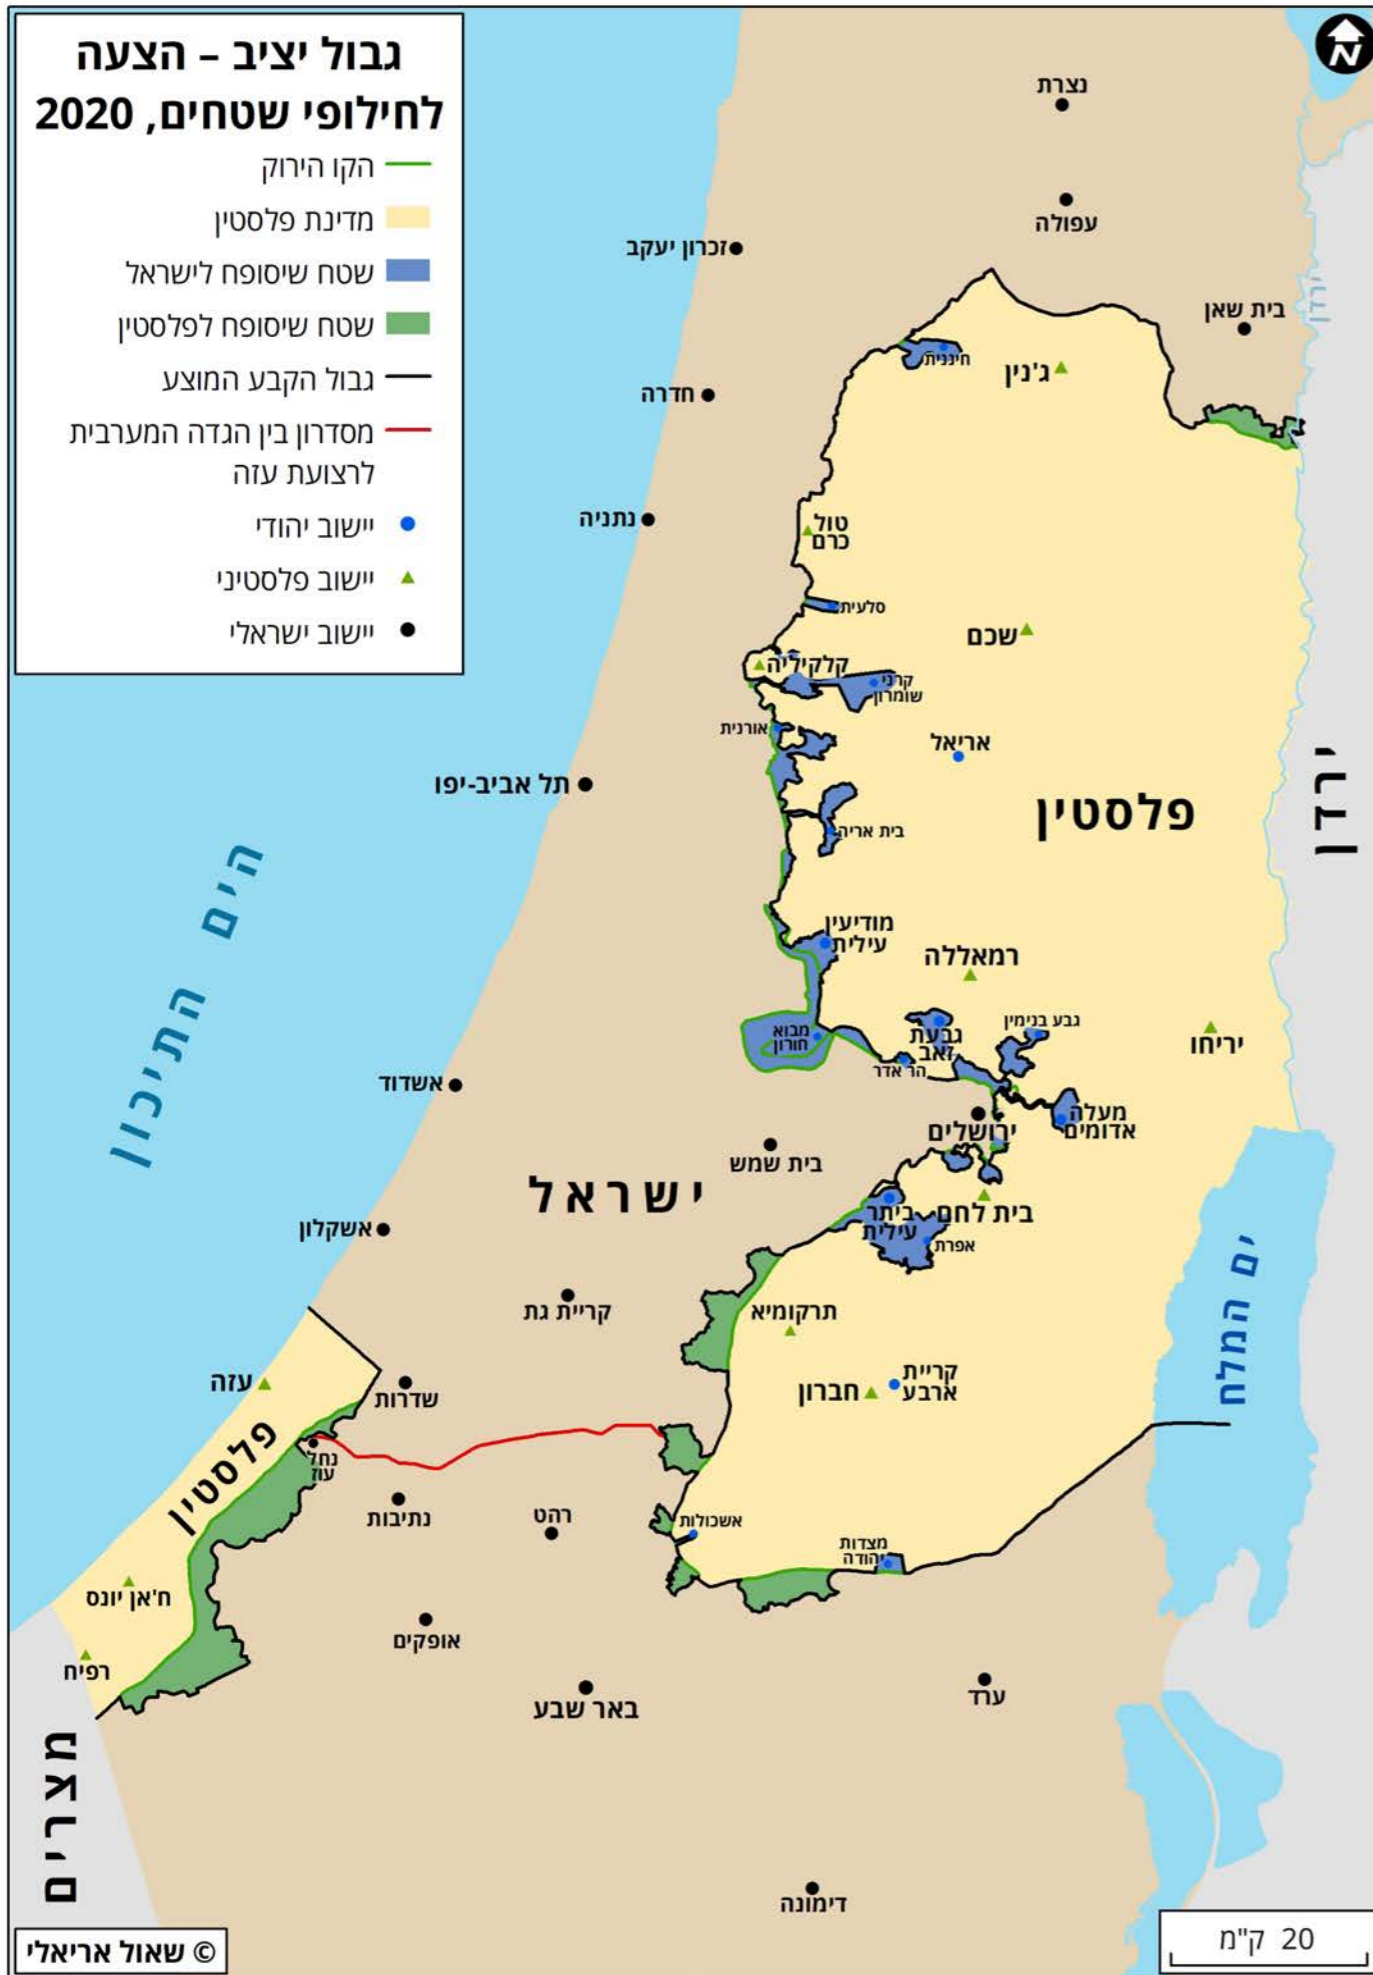 גבול יציב – הצעה
לחילופי שטחים, 2020
הקו הירוק
מדינת פלסטין
שטח שיסופח לישראל
שטח שיסופח לפלסטין
גבול הקבע המוצע
מסדרון בין הגדה המערבית
לרצועת עזה
יישוב יהודי
יישוב פלסטיני
יישוב ישראלי
N
נצרת
עפולה
זכרון יעקב
בית שאן
ירדן
חיננית
ג'נין
חדרה
נתניה
טול
כרם
סלעית
שכם
קלקיליה
קרני
שומרון
אורנית
אריאל
תל אביב-יפו
פלסטין
ירדן
בית אריה
הים התיכון
מודיעין
עילית
רמאללה
מבוא
חורון
גבעת
זאב
גבע בנימין
יריחו
הר אדר
אשדוד
מעלה
אדומים
ירושלים
בית שמש
ישראל
ביתר
עילית
בית לחם
אפרת
אשקלון
ים המלח
קריית גת
תרקומיא
עזה
שדרות
קריית
ארבע
חברון
פלסטין
נחל
עוז
נתיבות
רהט
אשכולות
מצדות
יהודה
ח'אן יונס
אופקים
רפיח
באר שבע
ערד
מצרים
דימונה
© שאול אריאלי
20 ק"מ